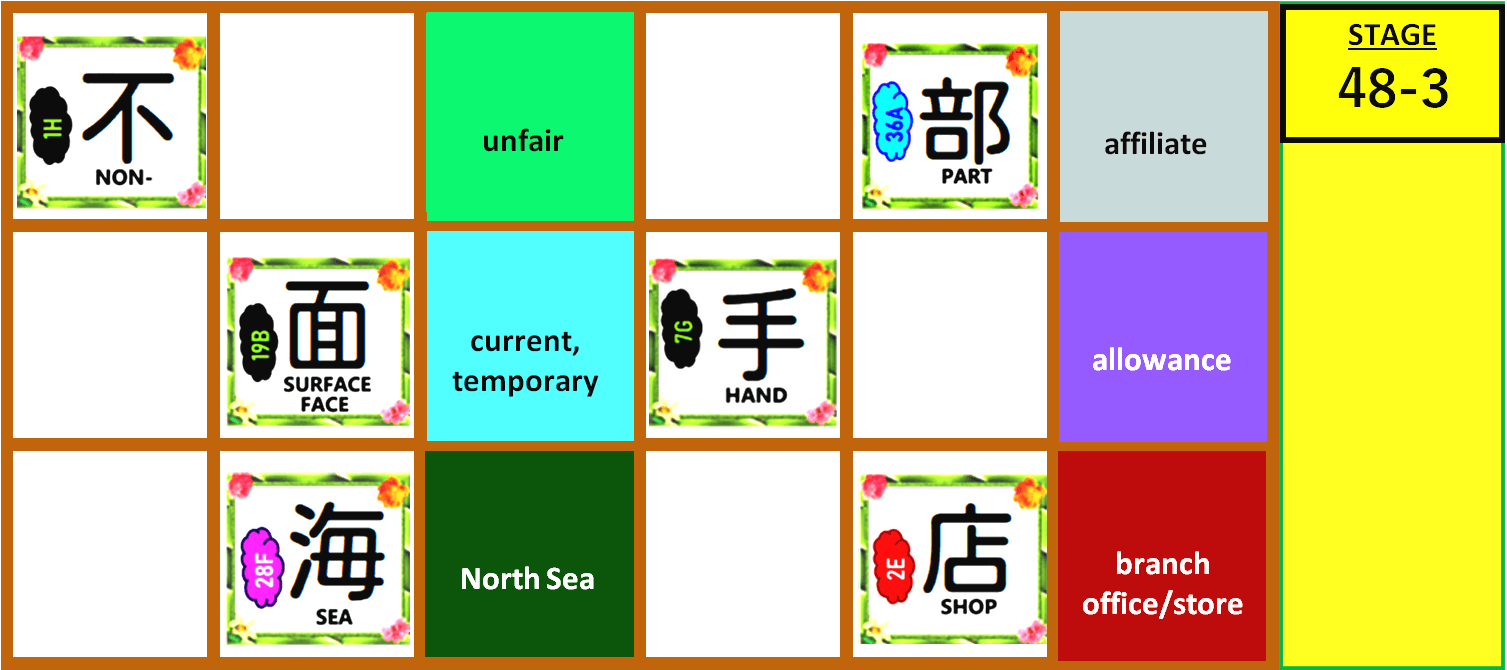 1H
不
NON-
unfair
36A
部
PART
affiliate
STAGE
48-3
19B
面
SURFACE
FACE
current,
temporary
7G
手
HAND
allowance
28F
海
SEA
North Sea
2E
店
SHOP
branch
office/store